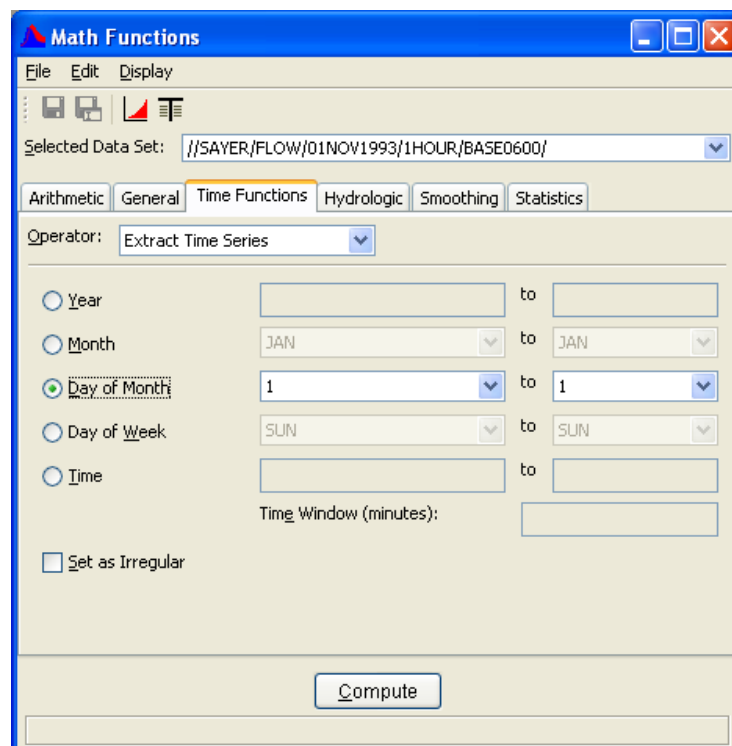 Math Functions
File Edit Display
Selected Data Set: //SAYER/FLOW/01NOV1993/1HOUR/BASE0600/
Arithmetic General Time Functions Hydrologic Smoothing Statistics
Operator: Extract Time Series
Year to
Month JAN to JAN
Day of Month 1 to 1
Day of Week SUN to SUN
Time to
Time Window (minutes):
Set as Irregular
Compute